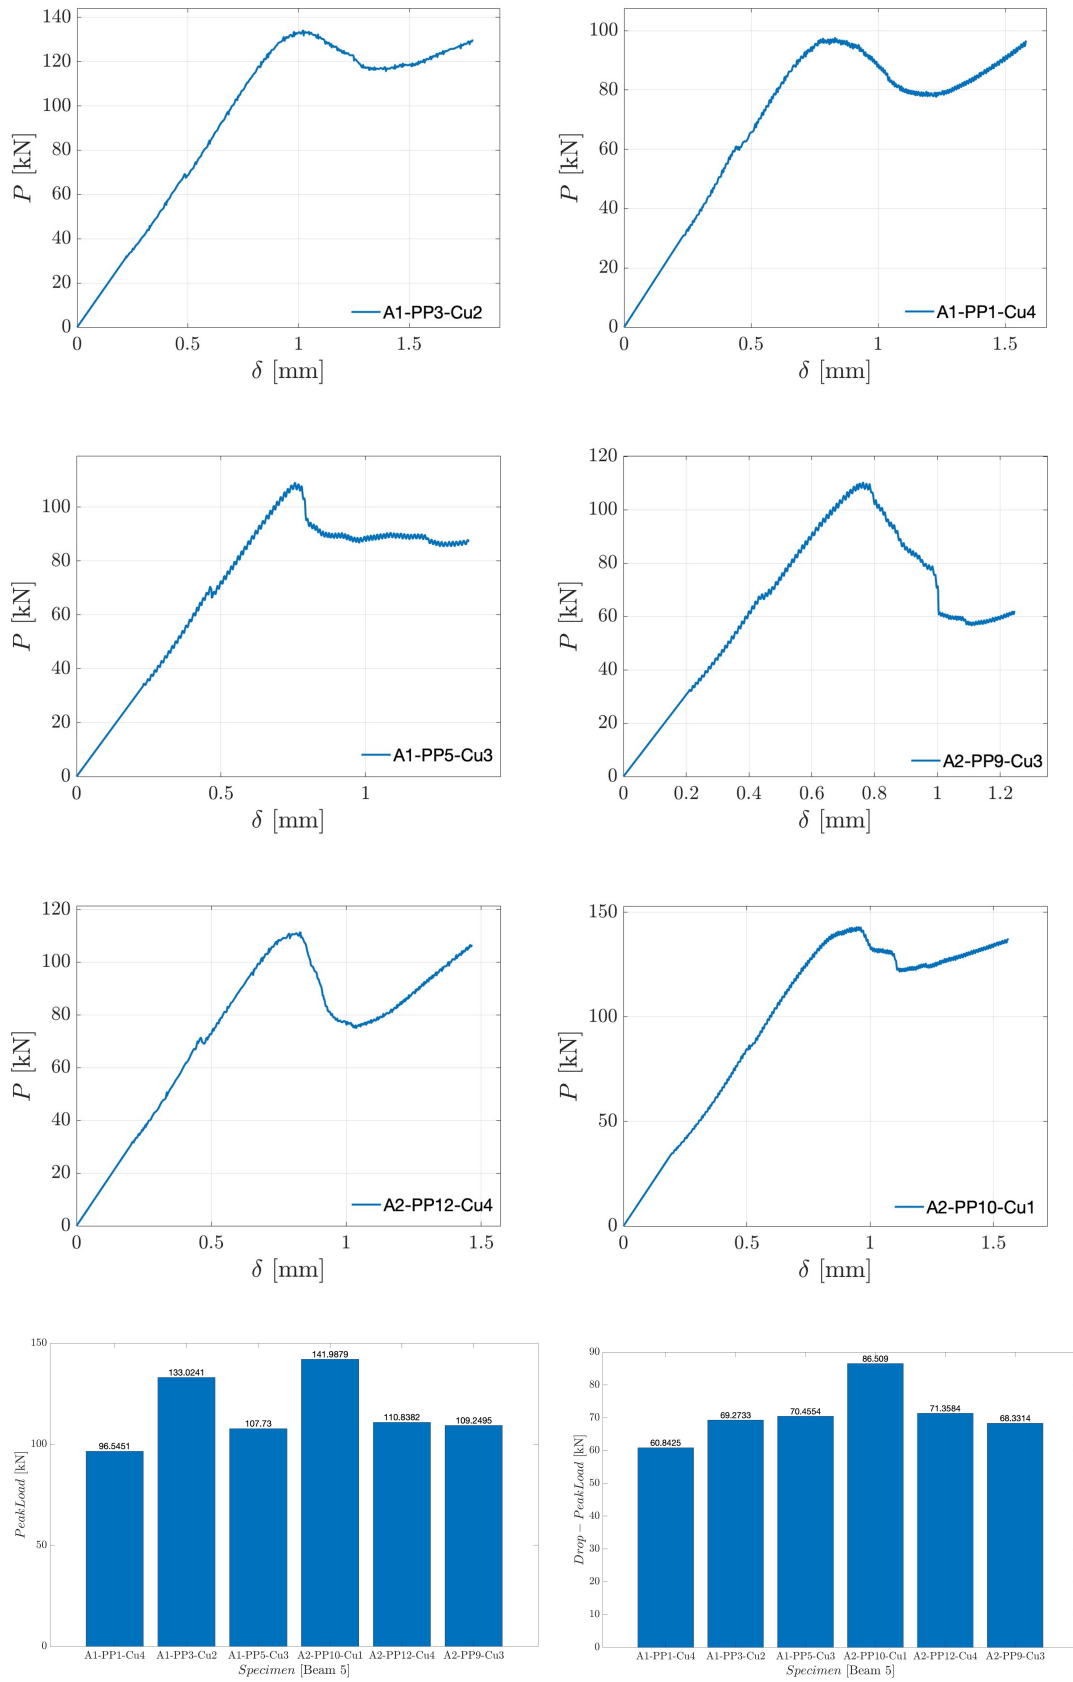 140
120
100
80
60
40
20
0
P [kN]
A1-PP3-Cu2
0 0.5 1 1.5
δ [mm]
100
80
60
40
20
0
P [kN]
A1-PP1-Cu4
0 0.5 1 1.5
δ [mm]
100
80
60
40
20
0
P [kN]
A1-PP5-Cu3
0 0.5 1
δ [mm]
120
100
80
60
40
20
0
P [kN]
A2-PP9-Cu3
0 0.2 0.4 0.6 0.8 1 1.2
δ [mm]
120
100
80
60
40
20
0
P [kN]
A2-PP12-Cu4
0 0.5 1 1.5
δ [mm]
150
100
50
0
P [kN]
A2-PP10-Cu1
0 0.5 1 1.5
δ [mm]
150
100
50
0
PeakLoad [kN]
96.5451 133.0241 107.73 141.9879 110.8382 109.2495
A1-PP1-Cu4 A1-PP3-Cu2 A1-PP5-Cu3 A2-PP10-Cu1 A2-PP12-Cu4 A2-PP9-Cu3
Specimen [Beam 5]
90
80
70
60
50
40
30
20
10
0
Drop − PeakLoad [kN]
60.8425 69.2733 70.4554 86.509 71.3584 68.3314
A1-PP1-Cu4 A1-PP3-Cu2 A1-PP5-Cu3 A2-PP10-Cu1 A2-PP12-Cu4 A2-PP9-Cu3
Specimen [Beam 5]